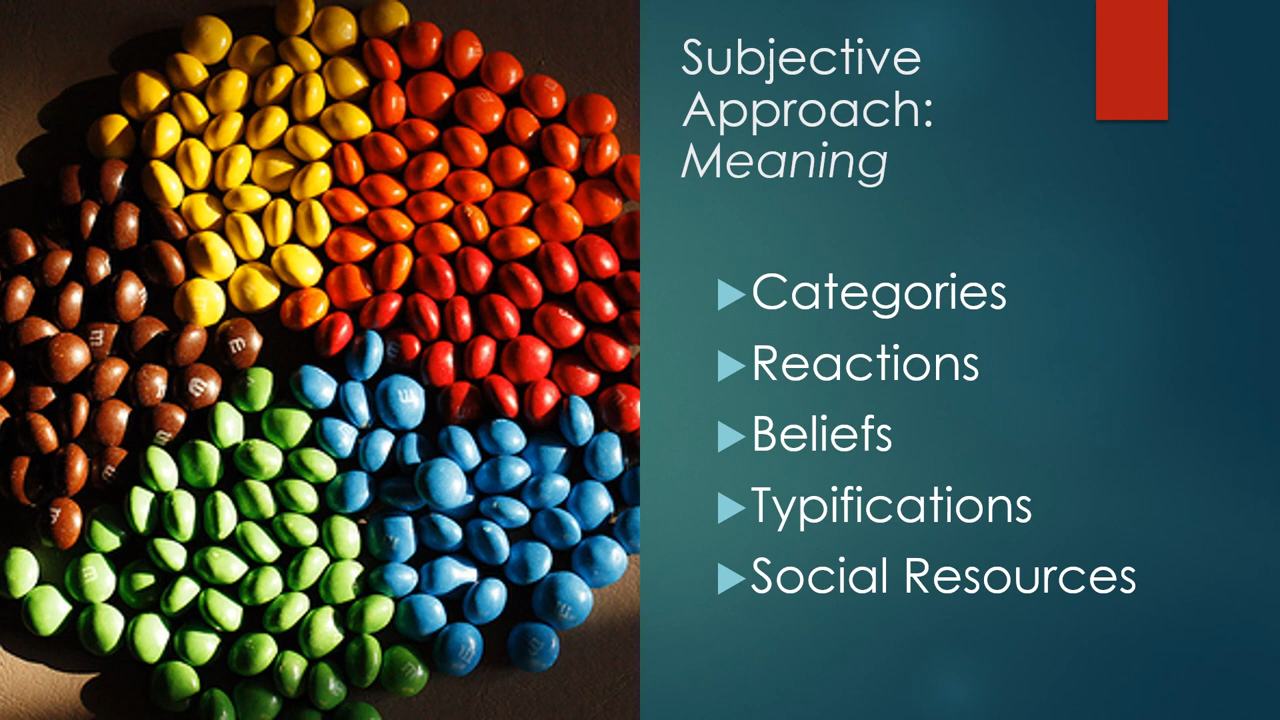 Subjective
Approach:
Meaning
Categories
Reactions
Beliefs
Typifications
Social Resources